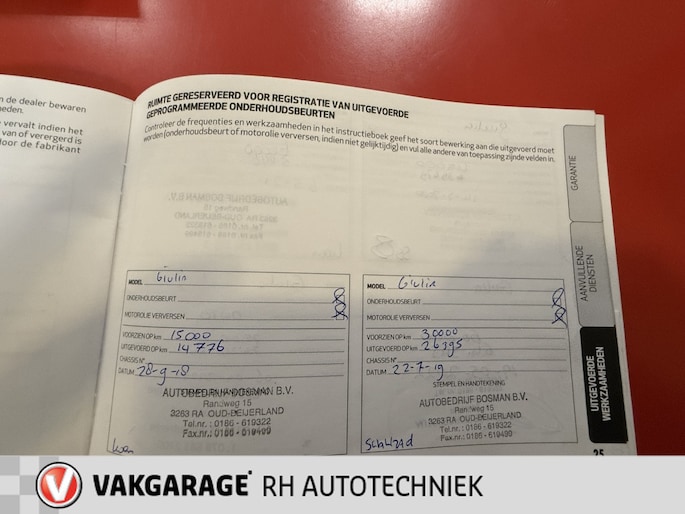 n de dealer bewaren
eden.
e vervalt indien het
van of verergerd is
door de fabrikant
RUIMTE GERESERVEERD VOOR REGISTRATIE VAN UITGEVOERDE
GEPROGRAMMEERDE ONDERHOUDSBEURTEN
Controleer de frequenties en werkzaamheden in het instructieboek geef het soort bewerking aan die uitgevoerd moet
worden (onderhoudsbeurt of motorolie verversen, indien niet gelijktijdig) en vul alle andere van toepassing zijnde velden in.
GARANTIE
AANVULLENDE
DIENSTEN
UITGEVOERDE
WERKZAAMHEDEN
MODEL Giulia
ONDERHOUDSBEURT
MOTOROLIE VERVERSEN
VOORZIEN OP km 15000
UITGEVOERD OP km 14776
CHASSIS N°
DATUM 28-9-18
STEMPEL EN HANDTEKENING
AUTOBEDRIJF BOSMAN B.V.
Randweg 15
3263 RA OUD-BEIJERLAND
Tel.nr.: 0186 - 619322
Fax.nr.: 0186 - 619499
MODEL Giulia
ONDERHOUDSBEURT
MOTOROLIE VERVERSEN
VOORZIEN OP km 30000
UITGEVOERD OP km 26395
CHASSIS N°
DATUM 22-7-19
STEMPEL EN HANDTEKENING
AUTOBEDRIJF BOSMAN B.V.
Randweg 15
3263 RA OUD-BEIJERLAND
Tel.nr.: 0186 - 619322
Fax.nr.: 0186 - 619499
25
V VAKGARAGE RH AUTOTECHNIEK